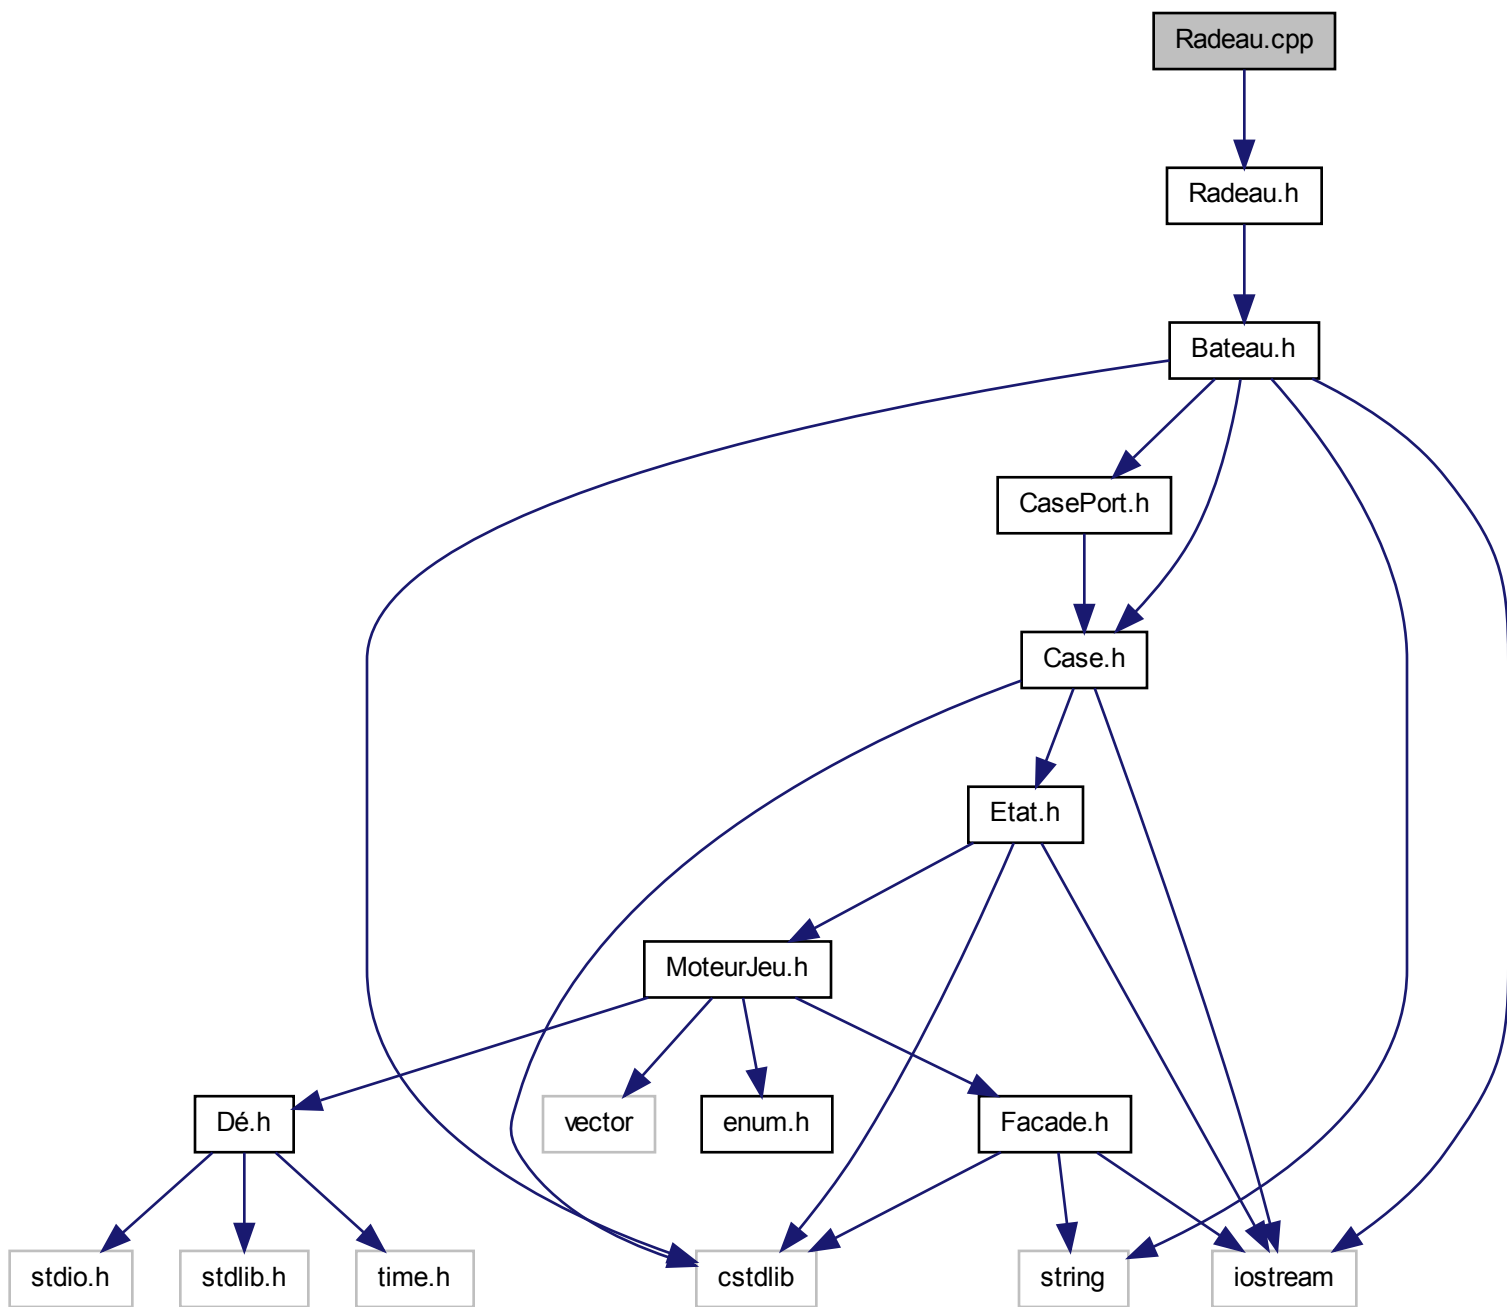 Radeau.cpp
Radeau.h
Bateau.h
CasePort.h
Case.h
Etat.h
MoteurJeu.h
Dé.h
vector
enum.h
Facade.h
stdio.h
stdlib.h
time.h
cstdlib
string
iostream